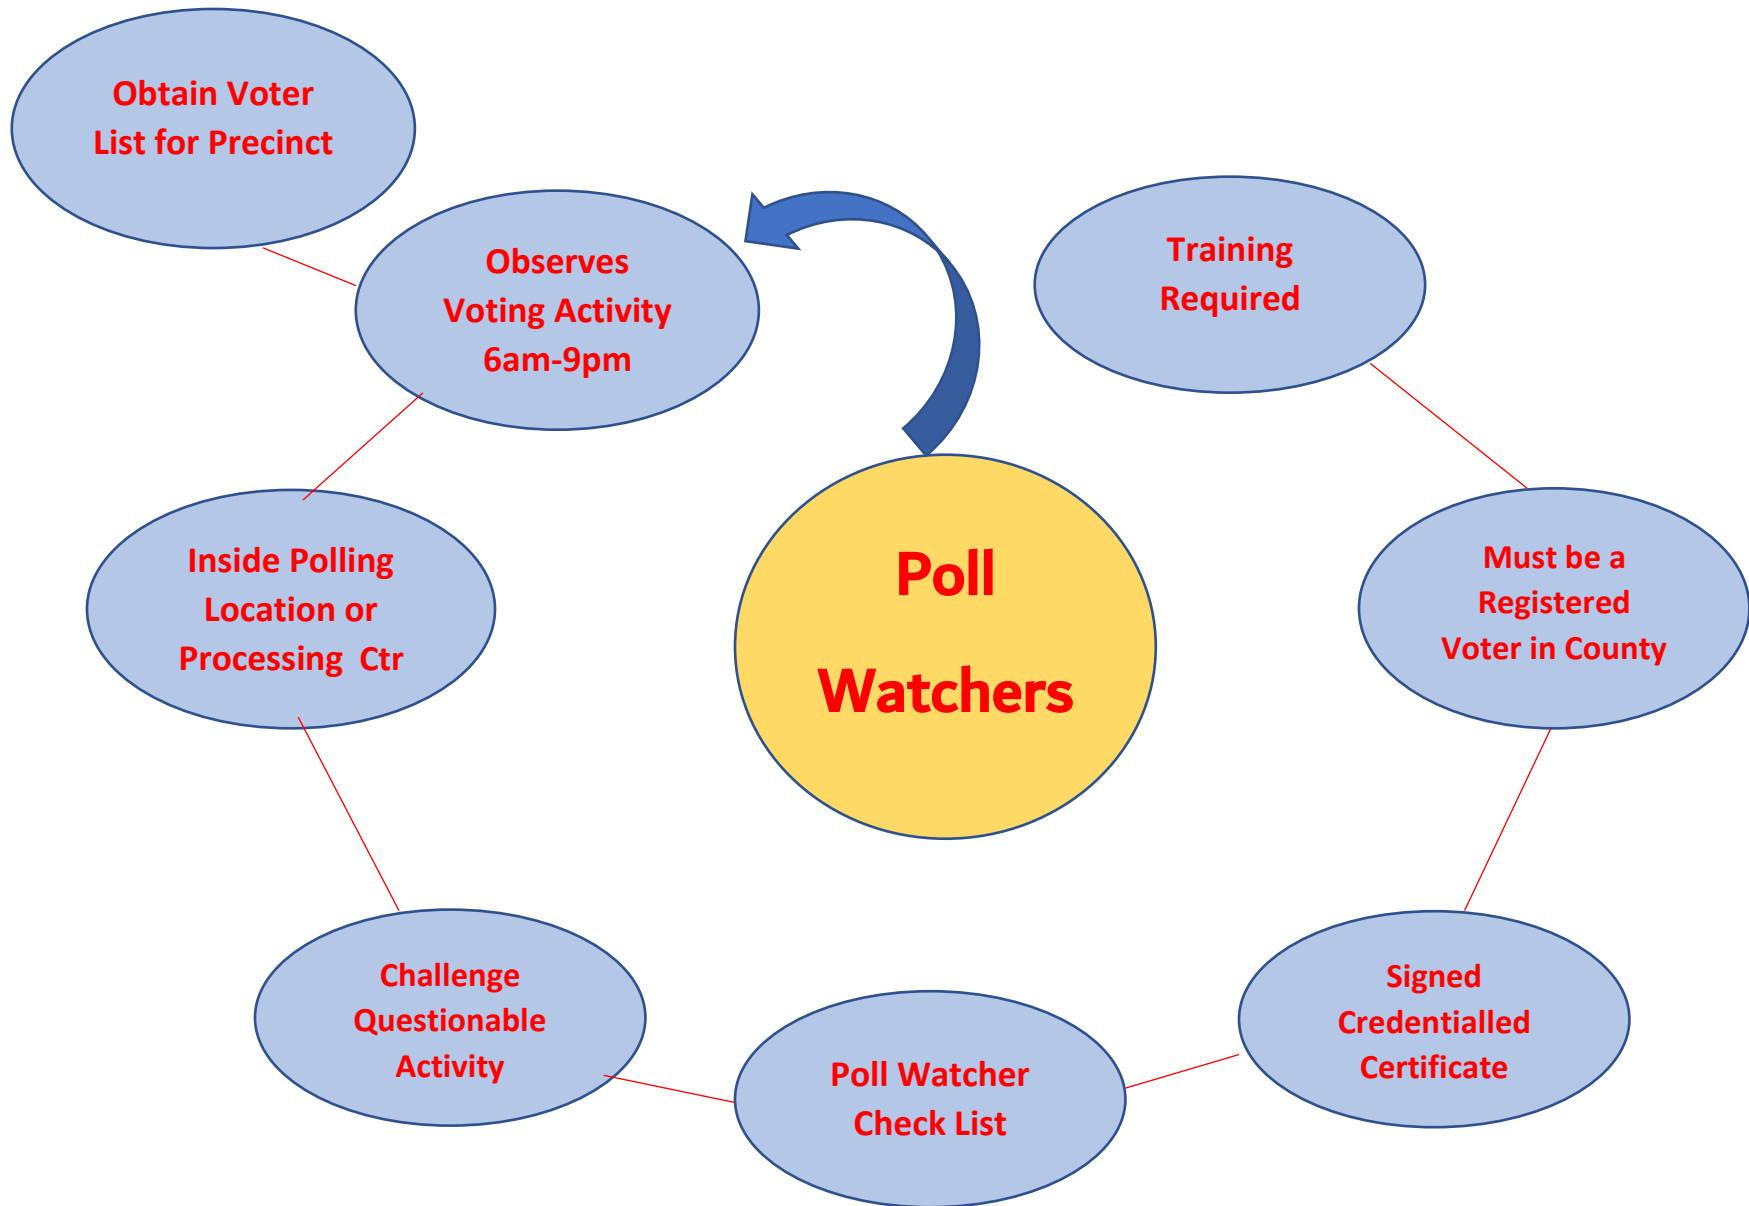 Obtain Voter
List for Precinct
Observes
Voting Activity
6am-9pm
Training
Required
Inside Polling
Location or
Processing  Ctr
Poll
Watchers
Must be a
Registered
Voter in County
Challenge
Questionable
Activity
Poll Watcher
Check List
Signed
Credentialled
Certificate